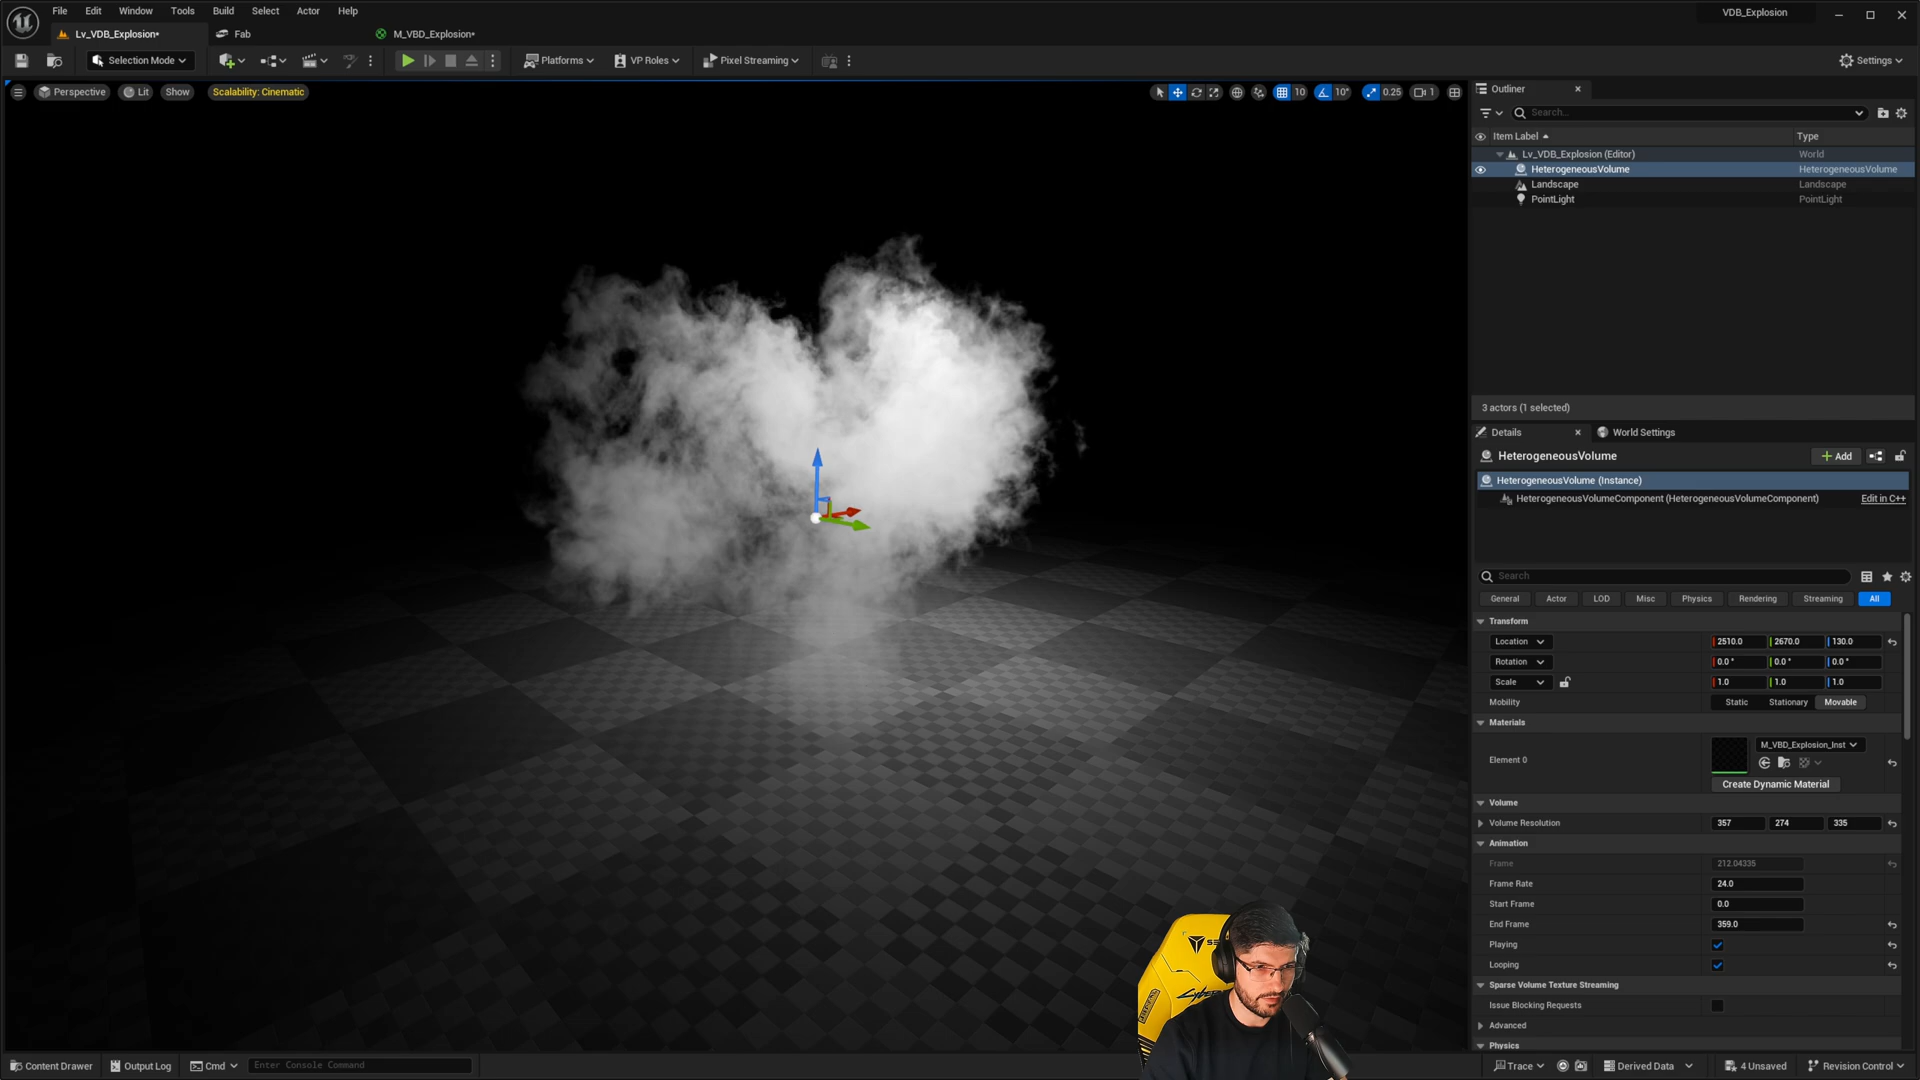 File Edit Window Tools Build Select Actor Help
VDB_Explosion
Lv_VDB_Explosion*
Fab
M_VBD_Explosion*
Selection Mode
Platforms
VP Roles
Pixel Streaming
Settings
Perspective
Lit
Show
Scalability: Cinematic
10
10°
0.25
1
Outliner
Search...
Item Label
Type
Lv_VDB_Explosion (Editor)
World
HeterogeneousVolume
HeterogeneousVolume
Landscape
Landscape
PointLight
PointLight
3 actors (1 selected)
Details
World Settings
HeterogeneousVolume
Add
HeterogeneousVolume (Instance)
HeterogeneousVolumeComponent (HeterogeneousVolumeComponent)
Edit in C++
Search
General Actor LOD Misc Physics Rendering Streaming All
Transform
Location 2510.0 2670.0 130.0
Rotation 0.0 ° 0.0 ° 0.0 °
Scale 1.0 1.0 1.0
Mobility Static Stationary Movable
Materials
Element 0
M_VBD_Explosion_Inst
Create Dynamic Material
Volume
Volume Resolution 357 274 335
Animation
Frame 212.04335
Frame Rate 24.0
Start Frame 0.0
End Frame 359.0
Playing
Looping
Sparse Volume Texture Streaming
Issue Blocking Requests
Advanced
Physics
Content Drawer
Output Log
Cmd
Enter Console Command
Trace
Derived Data
4 Unsaved
Revision Control